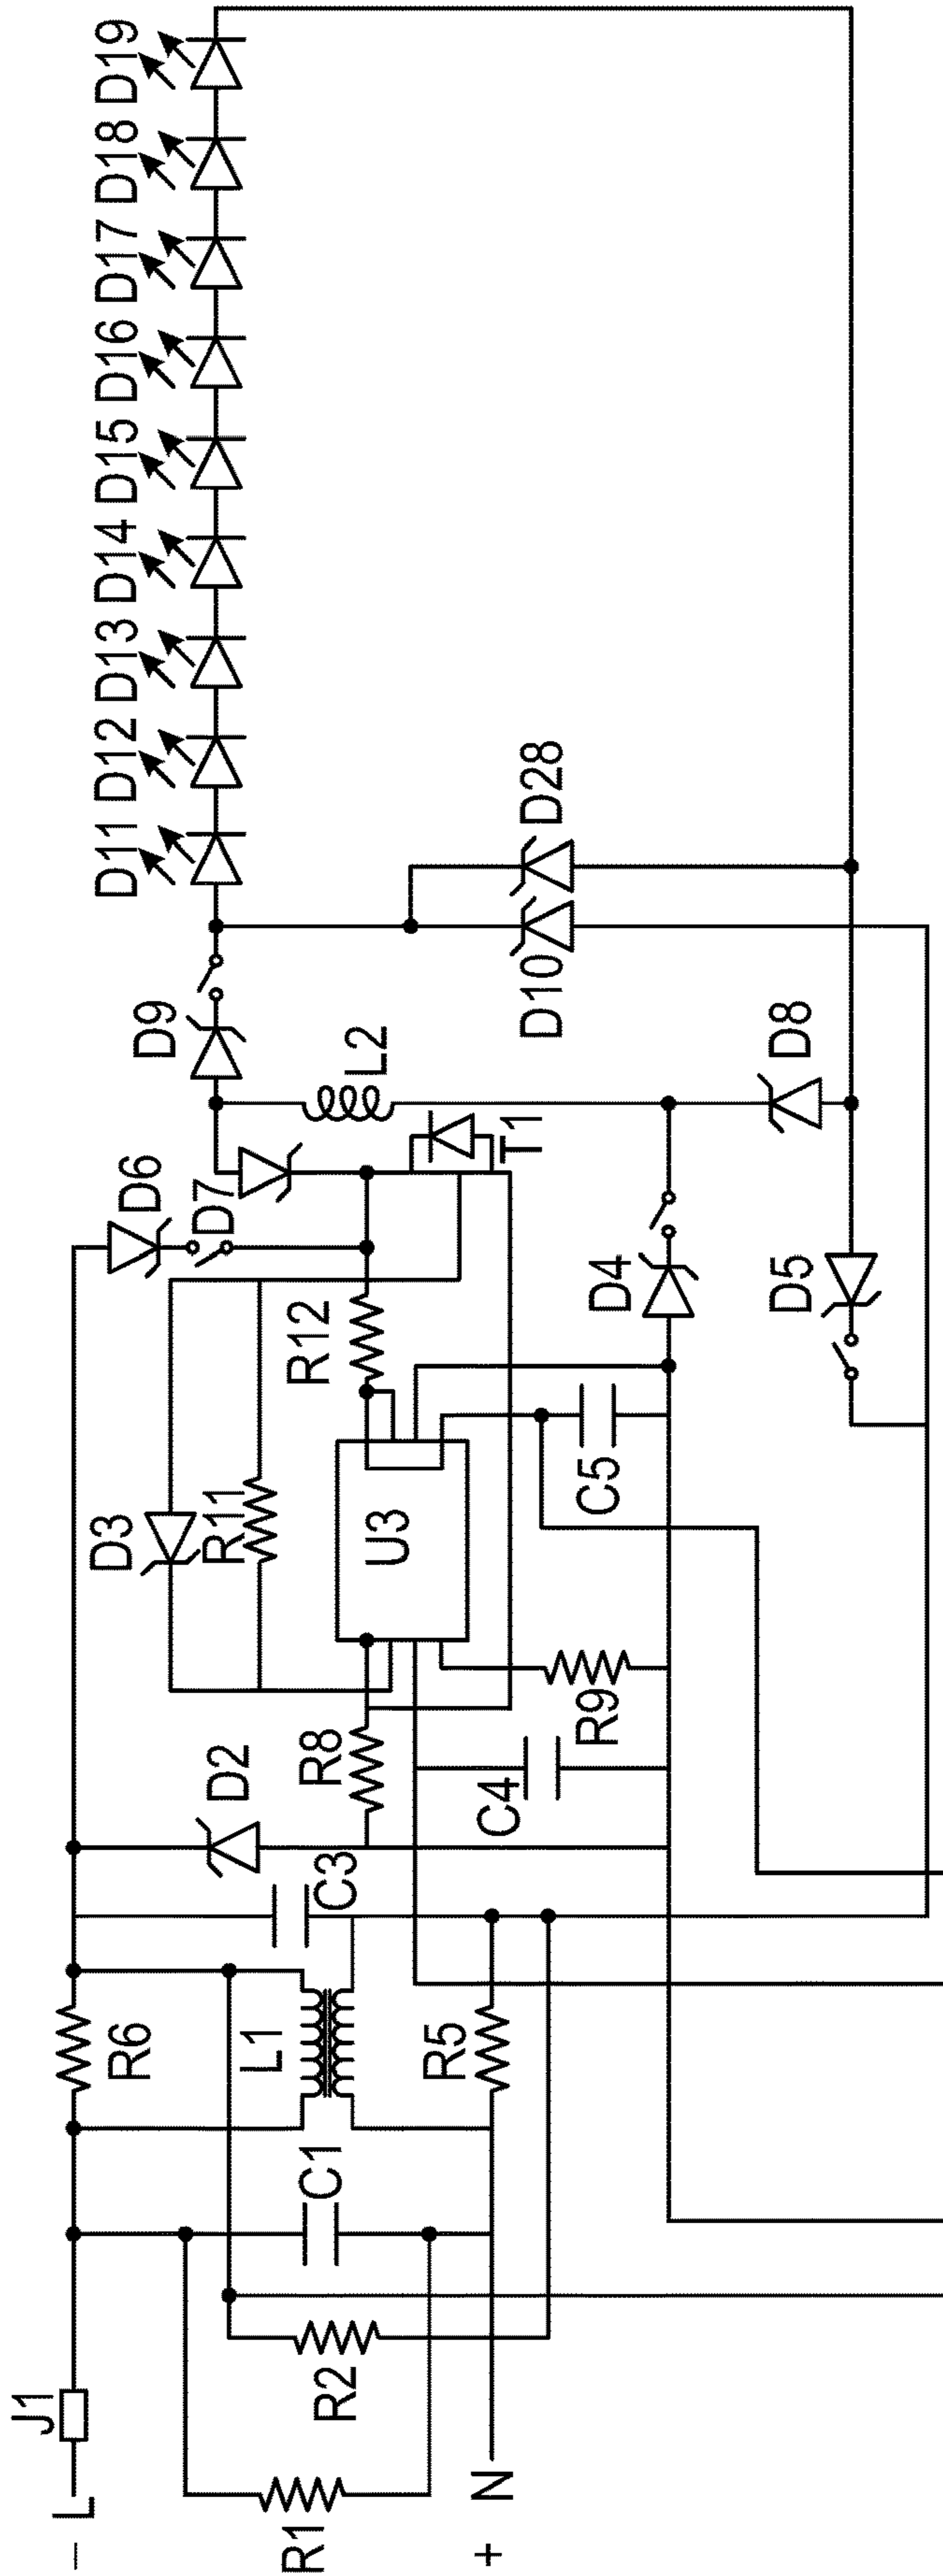 D11 D12 D13 D14 D15 D16 D17 D18 D19
J1
- L
R6
D6
D9
D2
D3
D7
R11
L1
C3
R8
R12
L2
C1
U3
T1
R1
R2
R5
+ N
C4
D10 D28
R9
C5
D4
D5
D8